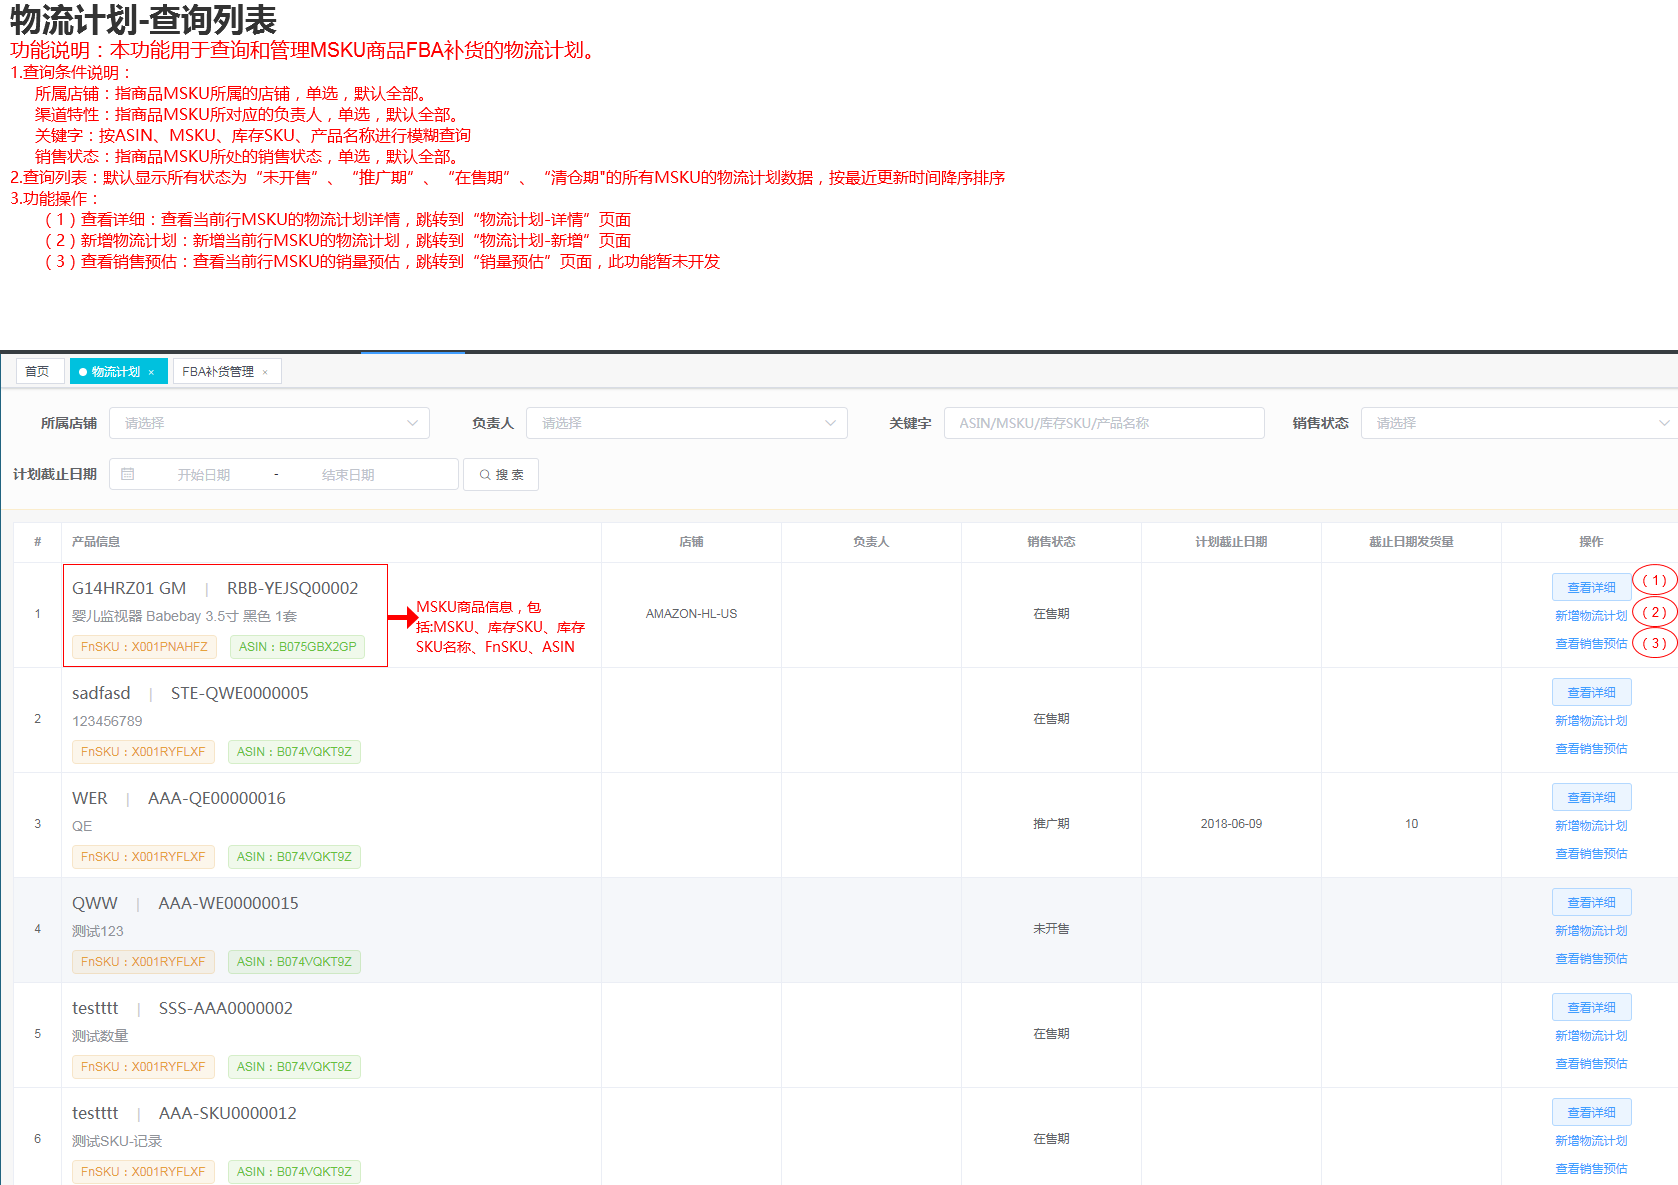 物流计划-查询列表
功能说明：本功能用于查询和管理MSKU商品FBA补货的物流计划。
1.查询条件说明：
所属店铺：指商品MSKU所属的店铺，单选，默认全部。
渠道特性：指商品MSKU所对应的负责人，单选，默认全部。
关键字：按ASIN、MSKU、库存SKU、产品名称进行模糊查询
销售状态：指商品MSKU所处的销售状态，单选，默认全部。
2.查询列表：默认显示所有状态为“未开售”、“推广期”、“在售期”、“清仓期"的所有MSKU的物流计划数据，按最近更新时间降序排序
3.功能操作：
（1）查看详细：查看当前行MSKU的物流计划详情，跳转到“物流计划-详情”页面
（2）新增物流计划：新增当前行MSKU的物流计划，跳转到“物流计划-新增”页面
（3）查看销售预估：查看当前行MSKU的销量预估，跳转到“销量预估”页面，此功能暂未开发
首页 物流计划 × FBA补货管理 ×
所属店铺 请选择 负责人 请选择 关键字 ASIN/MSKU/库存SKU/产品名称 销售状态 请选择
计划截止日期 开始日期 - 结束日期 搜 索
# 产品信息 店铺 负责人 销售状态 计划截止日期 截止日期发货量 操作
G14HRZ01 GM | RBB-YEJSQ00002 查看详细 （1）
MSKU商品信息，包
1 婴儿监视器 Babebay 3.5寸 黑色 1套 AMAZON-HL-US 在售期 新增物流计划 （2）
括:MSKU、库存SKU、库存
FnSKU：X001PNAHFZ ASIN：B075GBX2GP SKU名称、FnSKU、ASIN 查看销售预估 （3）
sadfasd | STE-QWE0000005 查看详细
2 123456789 在售期 新增物流计划
FnSKU：X001RYFLXF ASIN：B074VQKT9Z 查看销售预估
WER | AAA-QE00000016 查看详细
3 QE 推广期 2018-06-09 10 新增物流计划
FnSKU：X001RYFLXF ASIN：B074VQKT9Z 查看销售预估
QWW | AAA-WE00000015 查看详细
4 测试123 未开售 新增物流计划
FnSKU：X001RYFLXF ASIN：B074VQKT9Z 查看销售预估
testttt | SSS-AAA0000002 查看详细
5 测试数量 在售期 新增物流计划
FnSKU：X001RYFLXF ASIN：B074VQKT9Z 查看销售预估
testttt | AAA-SKU0000012 查看详细
6 测试SKU-记录 在售期 新增物流计划
FnSKU：X001RYFLXF ASIN：B074VQKT9Z 查看销售预估